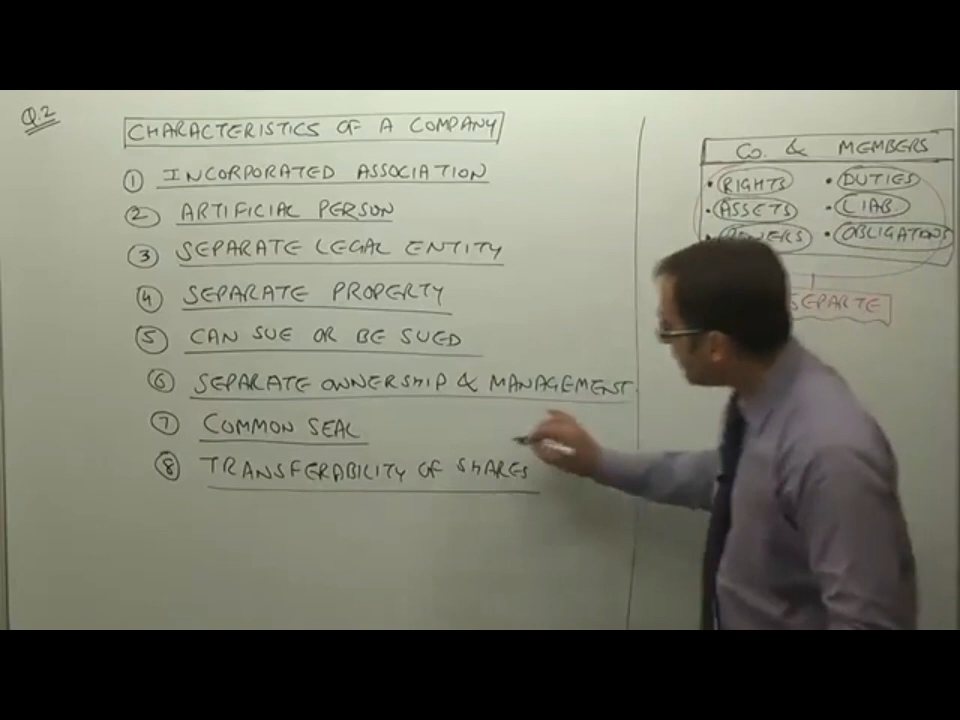 Q.2
CHARACTERISTICS OF A COMPANY
① INCORPORATED ASSOCIATION
② ARTIFICIAL PERSON
③ SEPARATE LEGAL ENTITY
④ SEPARATE PROPERTY
⑤ CAN SUE OR BE SUED
⑥ SEPARATE OWNERSHIP & MANAGEMENT.
⑦ COMMON SEAL
⑧ TRANSFERABILITY OF SHARES
Co. & MEMBERS
• RIGHTS • DUTIES
• ASSETS • LIAB.
• OBLIGATIONS
SEPARTE